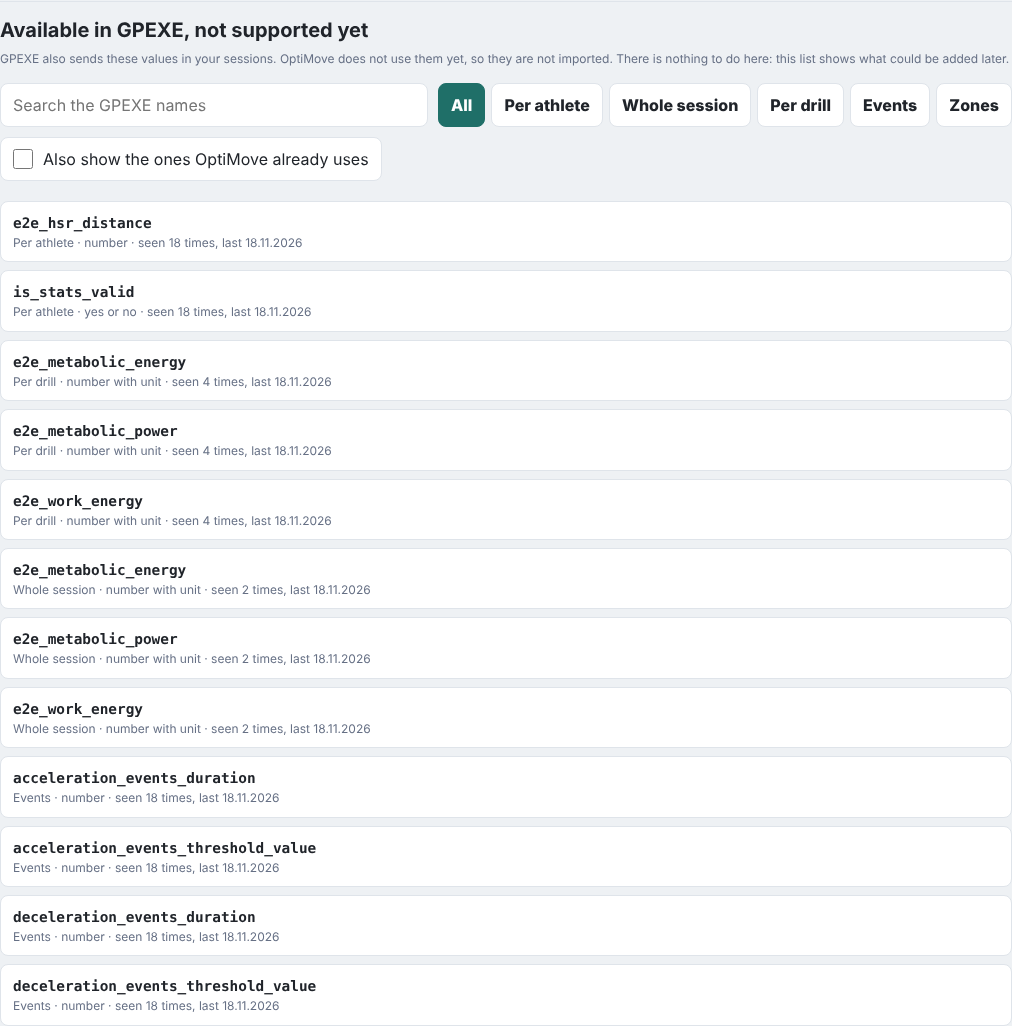 Available in GPEXE, not supported yet
GPEXE also sends these values in your sessions. OptiMove does not use them yet, so they are not imported. There is nothing to do here: this list shows what could be added later.
Search the GPEXE names
All
Per athlete
Whole session
Per drill
Events
Zones
Also show the ones OptiMove already uses
e2e_hsr_distance
Per athlete · number · seen 18 times, last 18.11.2026
is_stats_valid
Per athlete · yes or no · seen 18 times, last 18.11.2026
e2e_metabolic_energy
Per drill · number with unit · seen 4 times, last 18.11.2026
e2e_metabolic_power
Per drill · number with unit · seen 4 times, last 18.11.2026
e2e_work_energy
Per drill · number with unit · seen 4 times, last 18.11.2026
e2e_metabolic_energy
Whole session · number with unit · seen 2 times, last 18.11.2026
e2e_metabolic_power
Whole session · number with unit · seen 2 times, last 18.11.2026
e2e_work_energy
Whole session · number with unit · seen 2 times, last 18.11.2026
acceleration_events_duration
Events · number · seen 18 times, last 18.11.2026
acceleration_events_threshold_value
Events · number · seen 18 times, last 18.11.2026
deceleration_events_duration
Events · number · seen 18 times, last 18.11.2026
deceleration_events_threshold_value
Events · number · seen 18 times, last 18.11.2026